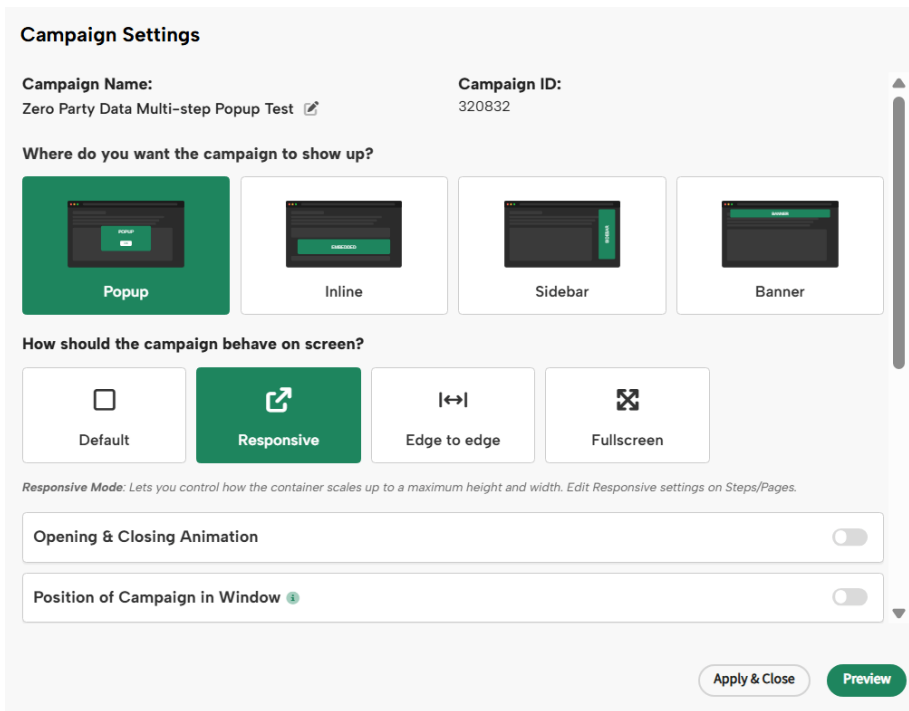 Campaign Settings
Campaign Name:
Zero Party Data Multi-step Popup Test
Campaign ID:
320832
Where do you want the campaign to show up?
POPUP
Popup
EMBEDDED
Inline
SIDEBAR
Sidebar
BANNER
Banner
How should the campaign behave on screen?
Default
Responsive
Edge to edge
Fullscreen
Responsive Mode: Lets you control how the container scales up to a maximum height and width. Edit Responsive settings on Steps/Pages.
Opening & Closing Animation
Position of Campaign in Window
Apply & Close
Preview